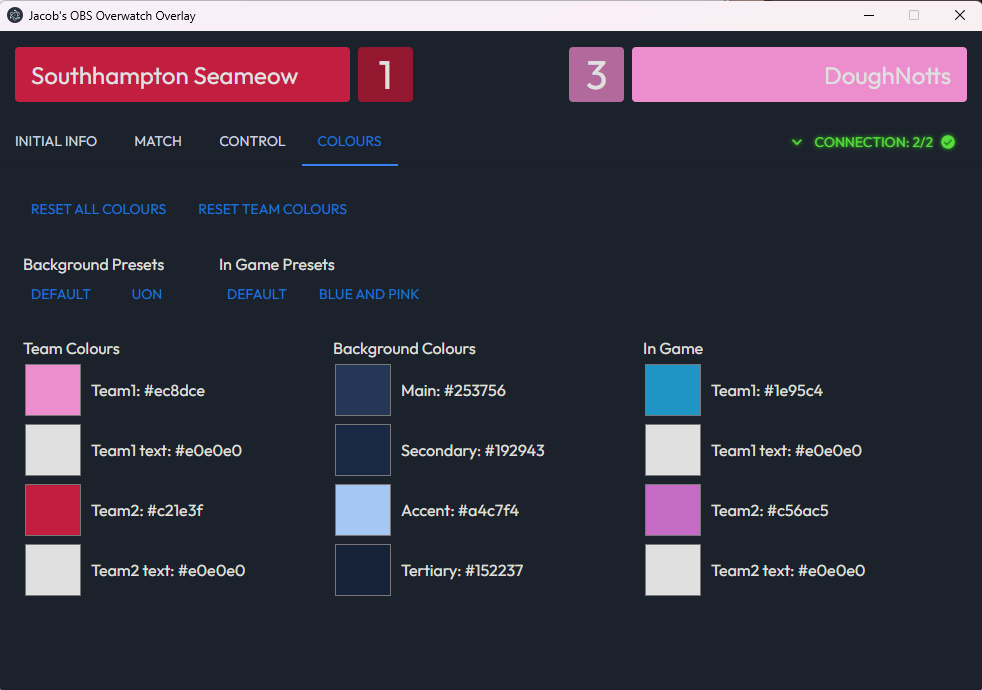 Jacob's OBS Overwatch Overlay
Southhampton Seameow 1 3 DoughNotts
INITIAL INFO MATCH CONTROL COLOURS CONNECTION: 2/2
RESET ALL COLOURS RESET TEAM COLOURS
Background Presets In Game Presets
DEFAULT UON DEFAULT BLUE AND PINK
Team Colours Background Colours In Game
Team1: #ec8dce Main: #253756 Team1: #1e95c4
Team1 text: #e0e0e0 Secondary: #192943 Team1 text: #e0e0e0
Team2: #c21e3f Accent: #a4c7f4 Team2: #c56ac5
Team2 text: #e0e0e0 Tertiary: #152237 Team2 text: #e0e0e0